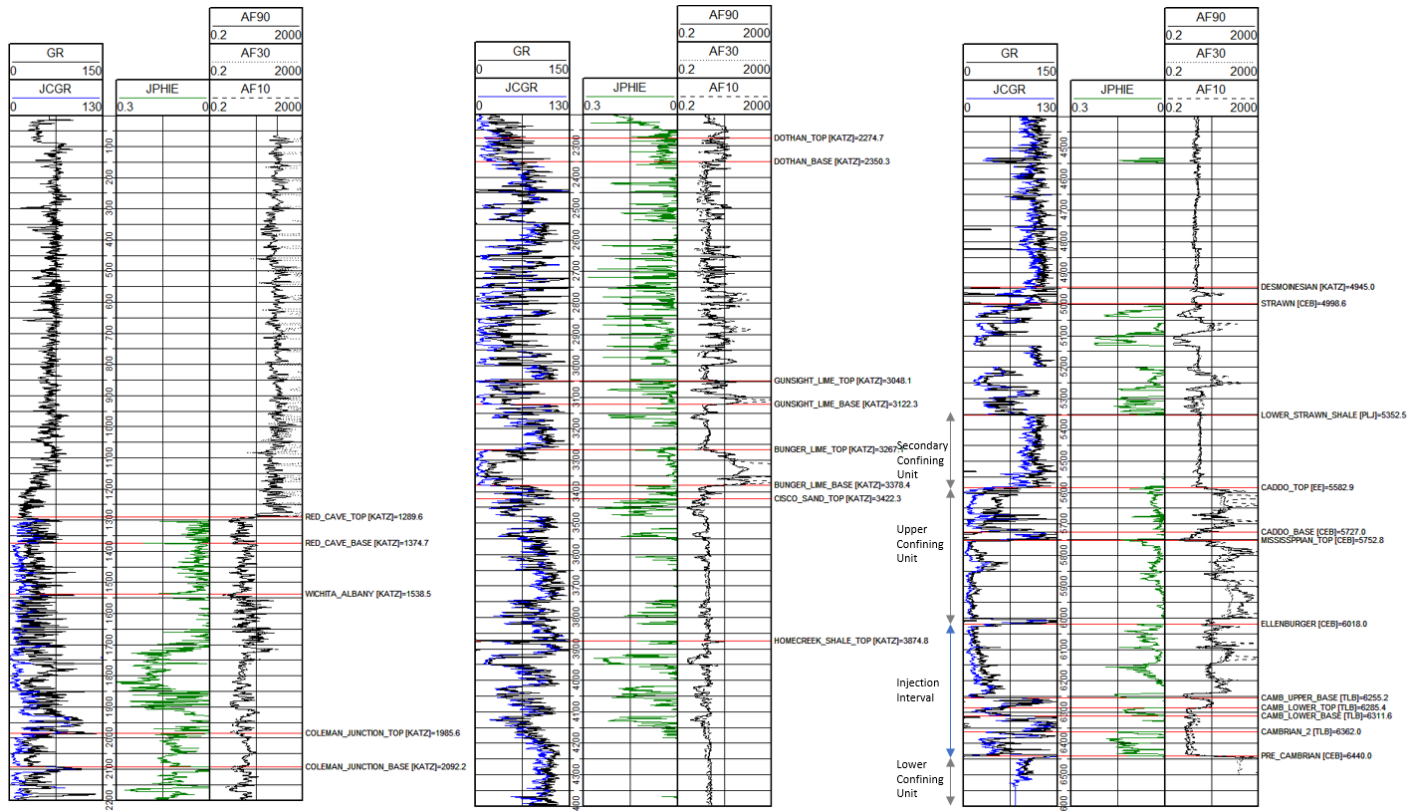 AF90
0.2 2000
GR
0 150
AF30
0.2 2000
JCGR
0 130
JPHIE
0.3 0
AF10
0.2 2000
100
200
300
400
500
600
700
800
900
1000
1100
1200
1300
1400
1500
1600
1700
1800
1900
2000
2100
2200
RED_CAVE_TOP [KATZ]=1289.6
RED_CAVE_BASE [KATZ]=1374.7
WICHITA_ALBANY [KATZ]=1538.5
COLEMAN_JUNCTION_TOP [KATZ]=1985.6
COLEMAN_JUNCTION_BASE [KATZ]=2092.2
AF90
0.2 2000
GR
0 150
AF30
0.2 2000
JCGR
0 130
JPHIE
0.3 0
AF10
0.2 2000
2300
2400
2500
2600
2700
2800
2900
3000
3100
3200
3300
3400
3500
3600
3700
3800
3900
4000
4100
4200
4300
400
DOTHAN_TOP [KATZ]=2274.7
DOTHAN_BASE [KATZ]=2350.3
GUNSIGHT_LIME_TOP [KATZ]=3048.1
GUNSIGHT_LIME_BASE [KATZ]=3122.3
BUNGER_LIME_TOP [KATZ]=3267.
BUNGER_LIME_BASE [KATZ]=3378.4
CISCO_SAND_TOP [KATZ]=3422.3
HOMECREEK_SHALE_TOP [KATZ]=3874.8
Secondary
Confining
Unit
Upper
Confining
Unit
Injection
Interval
Lower
Confining
Unit
AF90
0.2 2000
GR
0 150
AF30
0.2 2000
JCGR
0 130
JPHIE
0.3 0
AF10
0.2 2000
4500
4600
4700
4800
4900
5000
5100
5200
5300
5400
5500
5600
5700
5800
5900
6000
6100
6200
6300
6400
6500
600
DESMOINESIAN [KATZ]=4945.0
STRAWN [CEB]=4998.6
LOWER_STRAWN_SHALE [PLJ]=5352.5
CADDO_TOP [EE]=5582.9
CADDO_BASE [CEB]=5727.0
MISSISSPPIAN_TOP [CEB]=5752.8
ELLENBURGER [CEB]=6018.0
CAMB_UPPER_BASE [TLB]=6255.2
CAMB_LOWER_TOP [TLB]=6285.4
CAMB_LOWER_BASE [TLB]=6311.6
CAMBRIAN_2 [TLB]=6362.0
PRE_CAMBRIAN [CEB]=6440.0